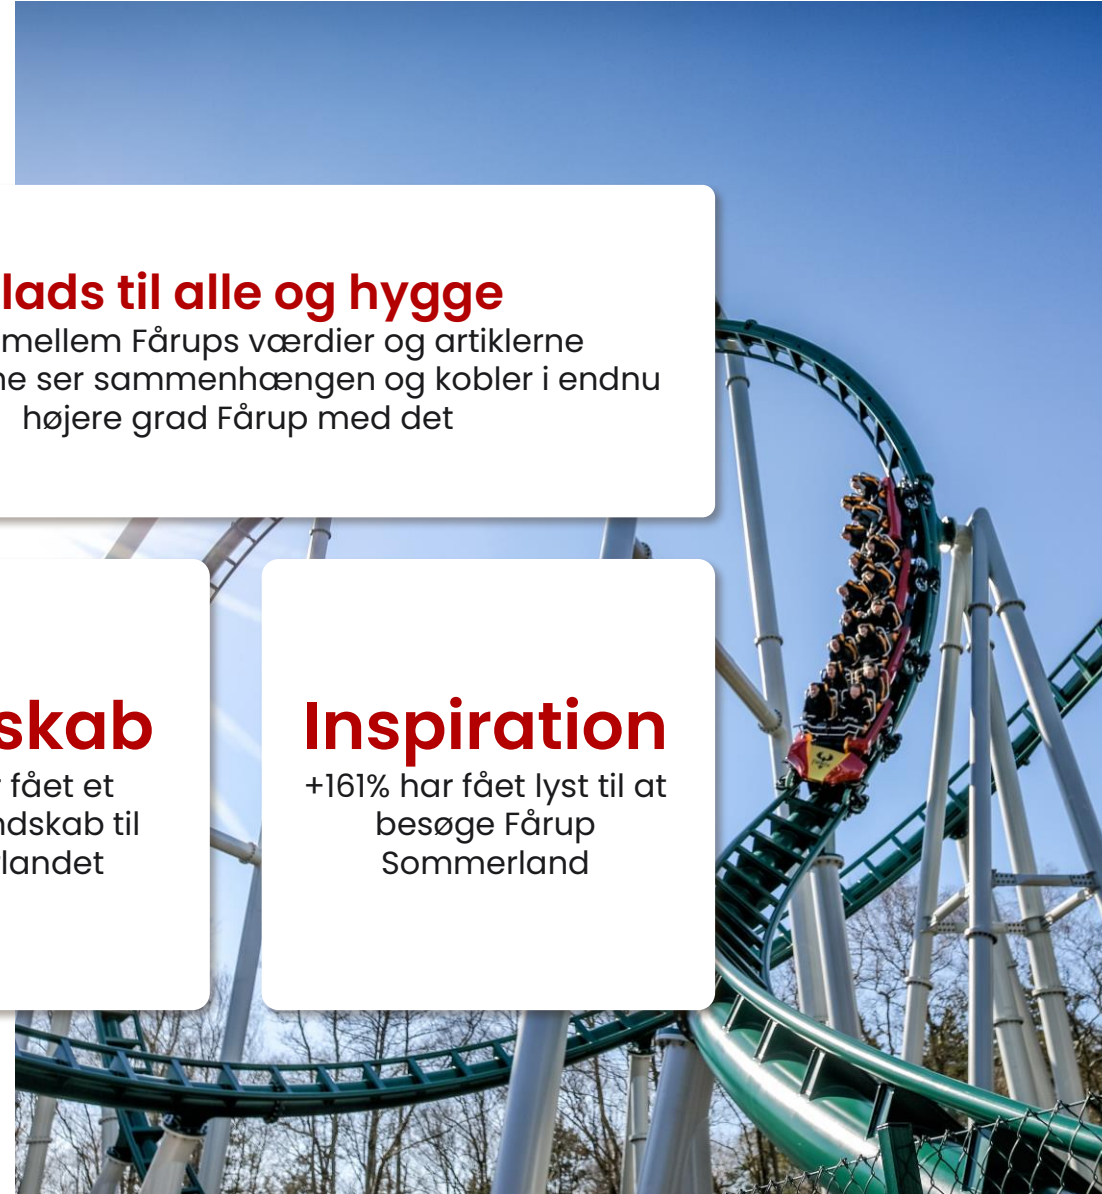 lads til alle og hygge
mellem Fårups værdier og artiklerne
ne ser sammenhængen og kobler i endnu
højere grad Fårup med det
skab
fået et
ndskab til
landet
Inspiration
+161% har fået lyst til at
besøge Fårup
Sommerland